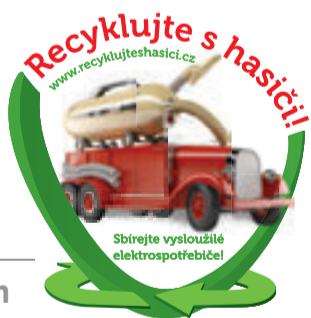 Recyklujte s hasiči!
www.recyklujteshasici.cz
Sbírejte vysloužilé
elektrospotřebiče!